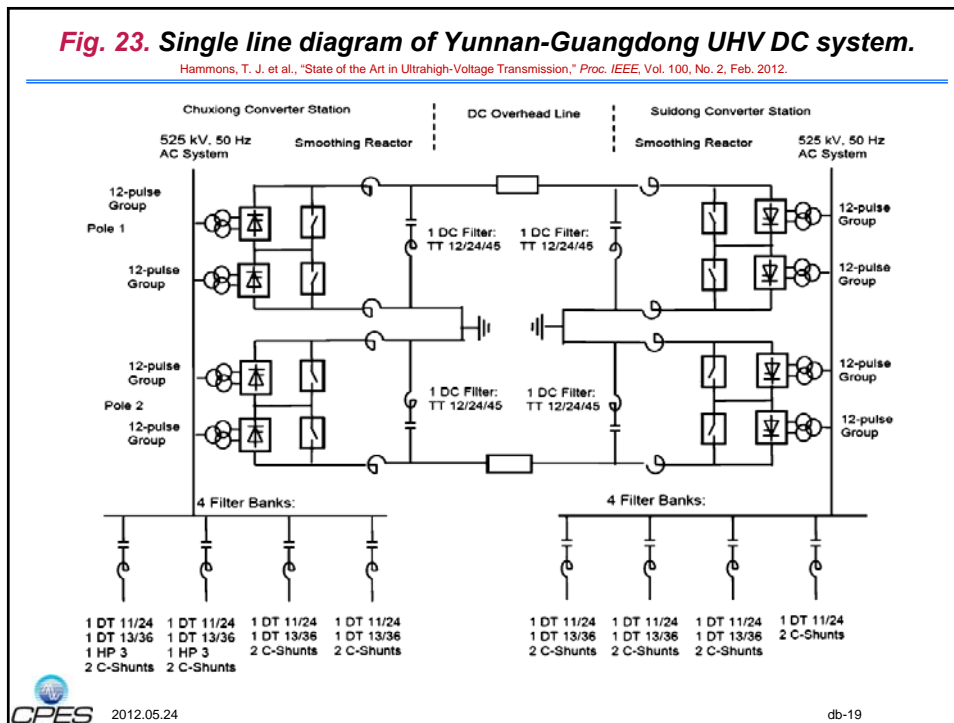 Fig. 23. Single line diagram of Yunnan-Guangdong UHV DC system.
Hammons, T. J. et al., "State of the Art in Ultrahigh-Voltage Transmission," Proc. IEEE, Vol. 100, No. 2, Feb. 2012.
Chuxiong Converter Station
DC Overhead Line
Suidong Converter Station
525 kV, 50 Hz
AC System
Smoothing Reactor
Smoothing Reactor
525 kV, 50 Hz
AC System
12-pulse
Group
Pole 1
12-pulse
Group
1 DC Filter:
TT 12/24/45
1 DC Filter:
TT 12/24/45
12-pulse
Group
12-pulse
Group
12-pulse
Group
Pole 2
12-pulse
Group
1 DC Filter:
TT 12/24/45
1 DC Filter:
TT 12/24/45
12-pulse
Group
12-pulse
Group
4 Filter Banks:
4 Filter Banks:
1 DT 11/24
1 DT 13/36
1 HP 3
2 C-Shunts
1 DT 11/24
1 DT 13/36
1 HP 3
2 C-Shunts
1 DT 11/24
1 DT 13/36
2 C-Shunts
1 DT 11/24
1 DT 13/36
2 C-Shunts
1 DT 11/24
1 DT 13/36
2 C-Shunts
1 DT 11/24
1 DT 13/36
2 C-Shunts
1 DT 11/24
1 DT 13/36
2 C-Shunts
1 DT 11/24
2 C-Shunts
CPES
2012.05.24
db-19